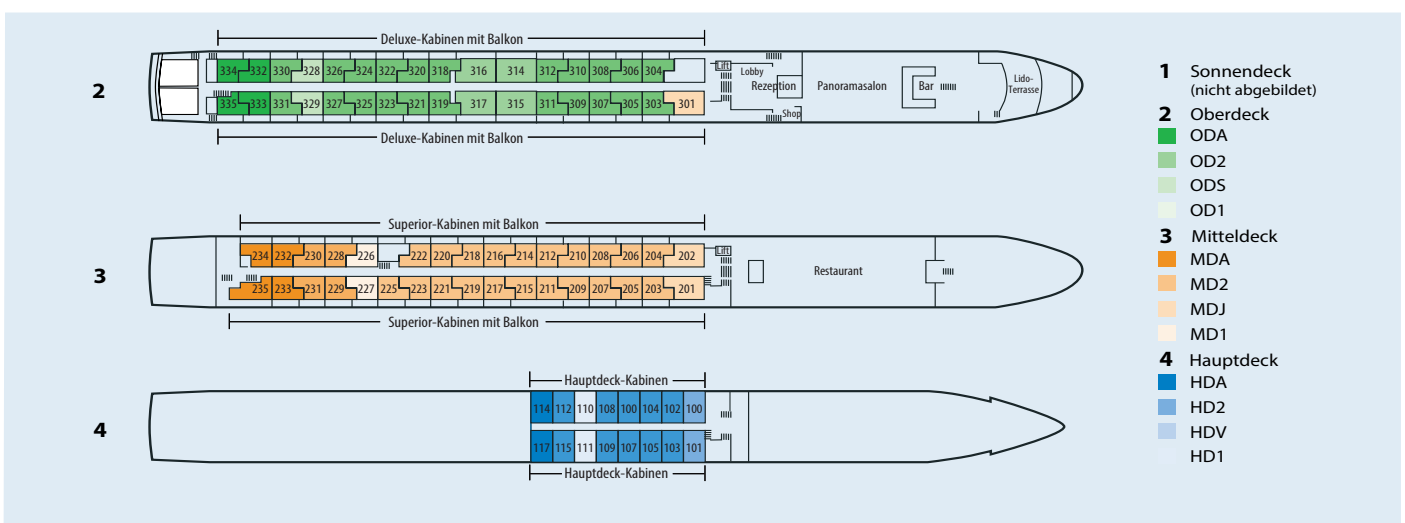 Deluxe-Kabinen mit Balkon
334 332 330 328 326 324 322 320 318 316 314 312 310 308 306 304
Lift
Lobby
2
Rezeption
Panoramasalon
Bar
Lido-
Terrasse
335 333 331 329 327 325 323 321 319 317 315 311 309 307 305 303 301
Shop
Deluxe-Kabinen mit Balkon
Superior-Kabinen mit Balkon
234 232 230 228 226 222 220 218 216 214 212 210 208 206 204 202
Lift
3
Restaurant
235 233 231 229 227 225 223 221 219 217 215 211 209 207 205 203 201
Superior-Kabinen mit Balkon
Hauptdeck-Kabinen
114 112 110 108 100 104 102 100
4
117 115 111 109 107 105 103 101
Hauptdeck-Kabinen
1 Sonnendeck
(nicht abgebildet)
2 Oberdeck
ODA
OD2
ODS
OD1
3 Mitteldeck
MDA
MD2
MDJ
MD1
4 Hauptdeck
HDA
HD2
HDV
HD1